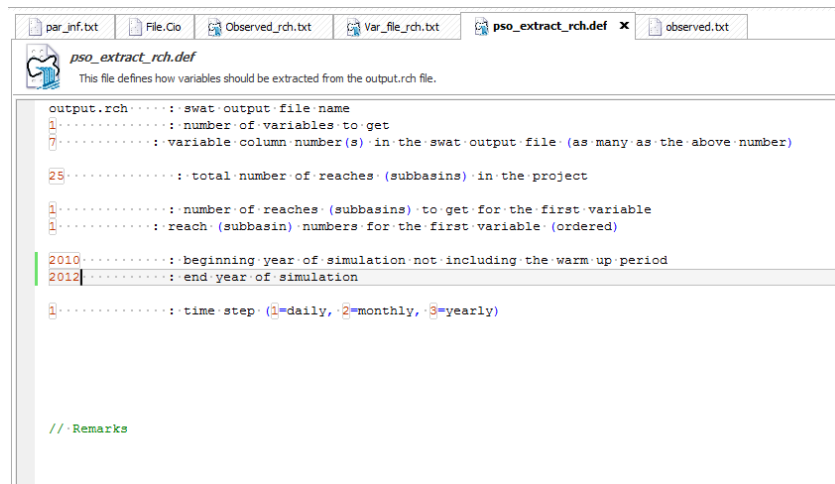 par_inf.txt File.Cio Observed_rch.txt Var_file_rch.txt pso_extract_rch.def x observed.txt
pso_extract_rch.def
This file defines how variables should be extracted from the output.rch file.
output.rch : swat output file name
1 : number of variables to get
7 : variable column number(s) in the swat output file (as many as the above number)
25 : total number of reaches (subbasins) in the project
1 : number of reaches (subbasins) to get for the first variable
1 : reach (subbasin) numbers for the first variable (ordered)
2010 : beginning year of simulation not including the warm up period
2012 : end year of simulation
1 : time step (1=daily, 2=monthly, 3=yearly)
// Remarks